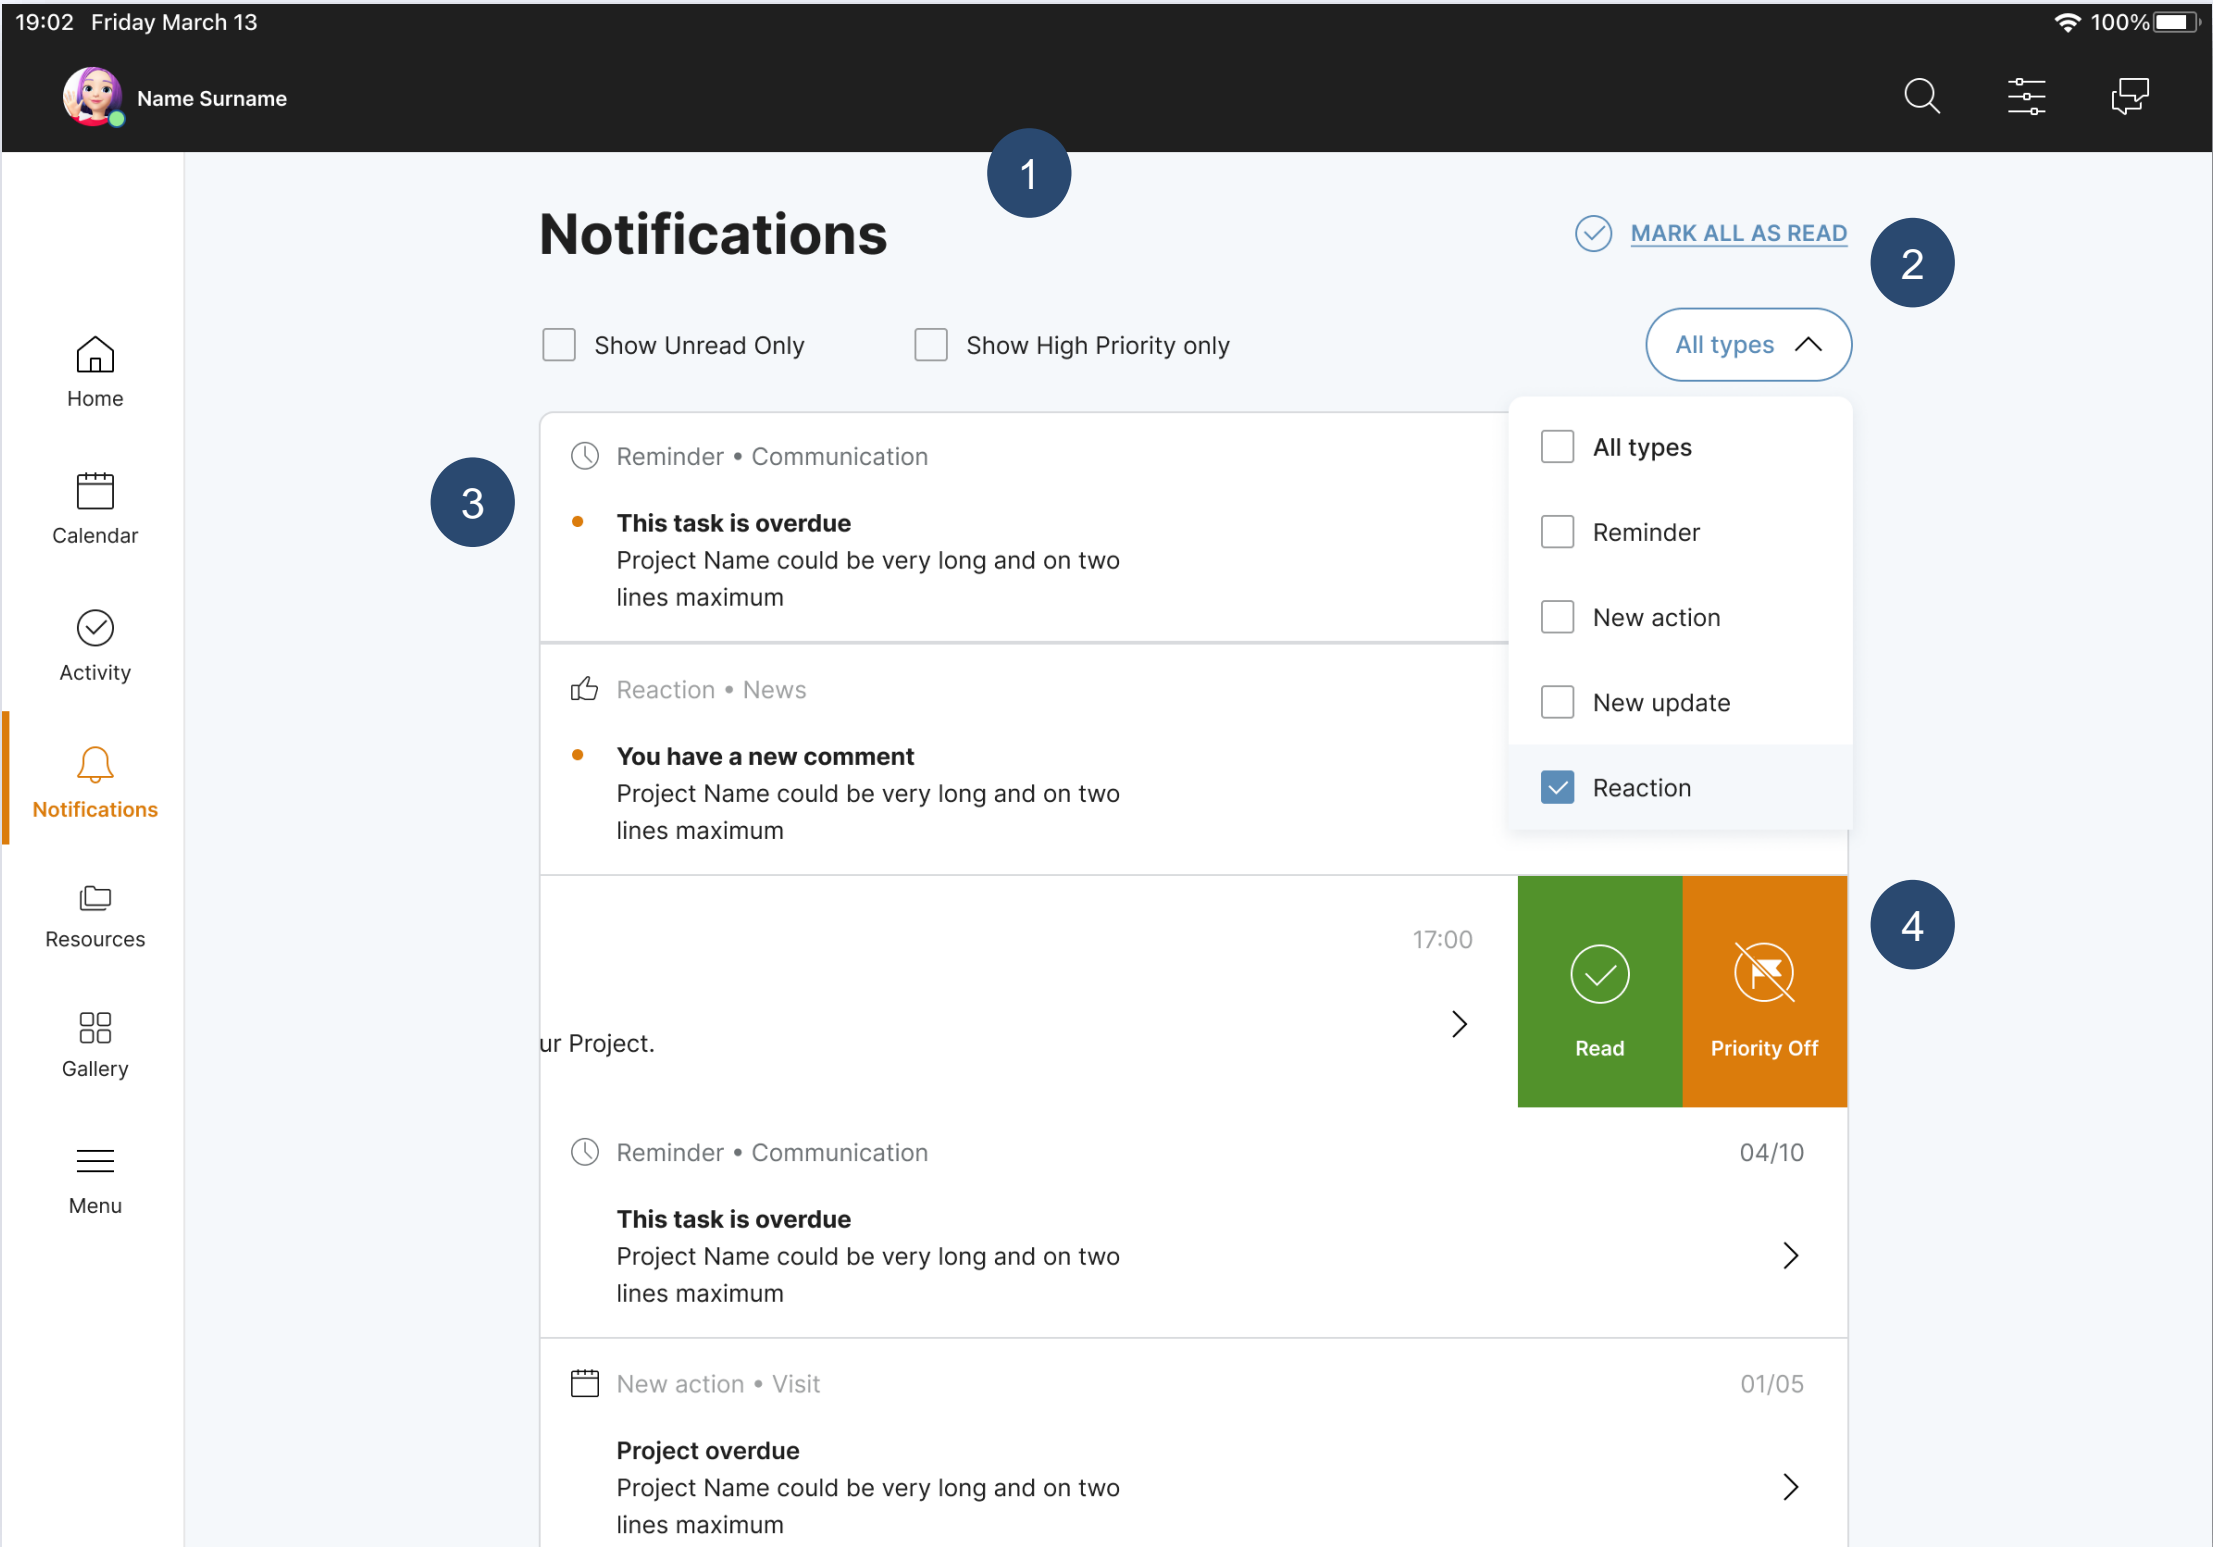 19:02 Friday March 13
100%
Name Surname
1
Notifications
MARK ALL AS READ
2
Show Unread Only
Show High Priority only
All types
Home
Calendar
Activity
Notifications
Resources
Gallery
Menu
3
Reminder • Communication
This task is overdue
Project Name could be very long and on two
lines maximum
Reaction • News
You have a new comment
Project Name could be very long and on two
lines maximum
All types
Reminder
New action
New update
Reaction
17:00
ur Project.
Read
Priority Off
4
Reminder • Communication
04/10
This task is overdue
Project Name could be very long and on two
lines maximum
New action • Visit
01/05
Project overdue
Project Name could be very long and on two
lines maximum